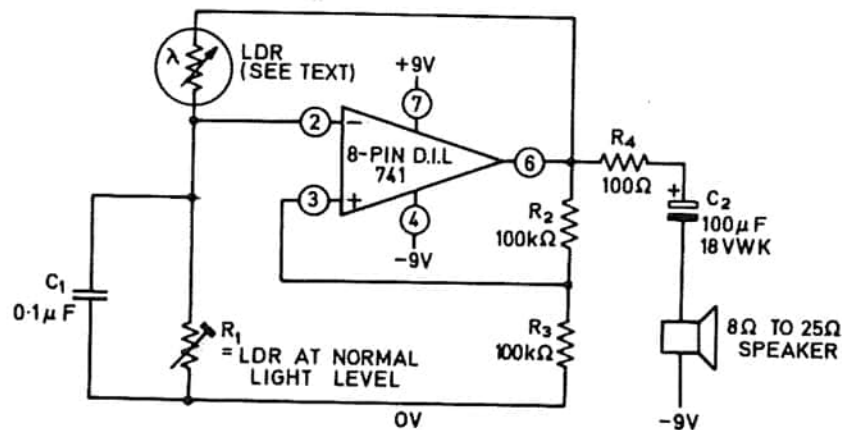 λ
LDR
(SEE TEXT)
+9V
7
2
−
8-PIN D.I.L
741
6
3
+
4
-9V
R4
100Ω
+
C2
100μF
18VWK
R2
100kΩ
C1
0·1μF
R1
= LDR AT NORMAL
LIGHT LEVEL
R3
100kΩ
8Ω TO 25Ω
SPEAKER
0V
-9V